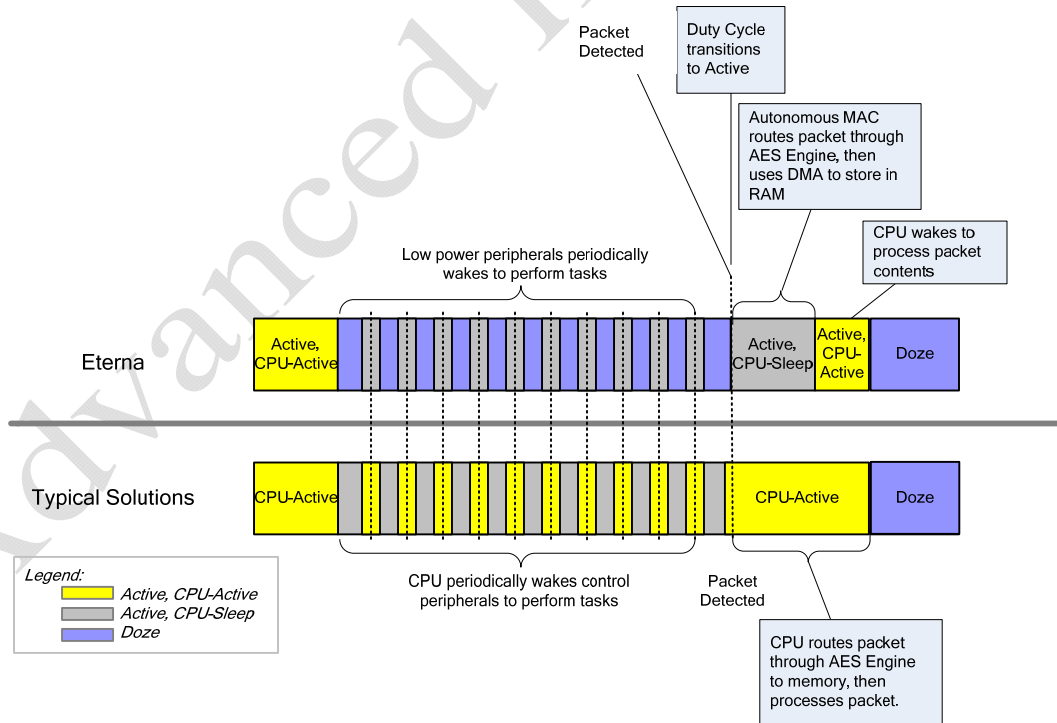 Advanced
Packet
Detected
Duty Cycle
transitions
to Active
Autonomous MAC
routes packet through
AES Engine, then
uses DMA to store in
RAM
CPU wakes to
process packet
contents
Low power peripherals periodically
wakes to perform tasks
Eterna
Active,
CPU-Active
Active,
CPU-Sleep
Active,
CPU-
Active
Doze
Typical Solutions
CPU-Active
CPU-Active
Doze
Legend:
Active, CPU-Active
Active, CPU-Sleep
Doze
CPU periodically wakes control
peripherals to perform tasks
Packet
Detected
CPU routes packet
through AES Engine
to memory, then
processes packet.